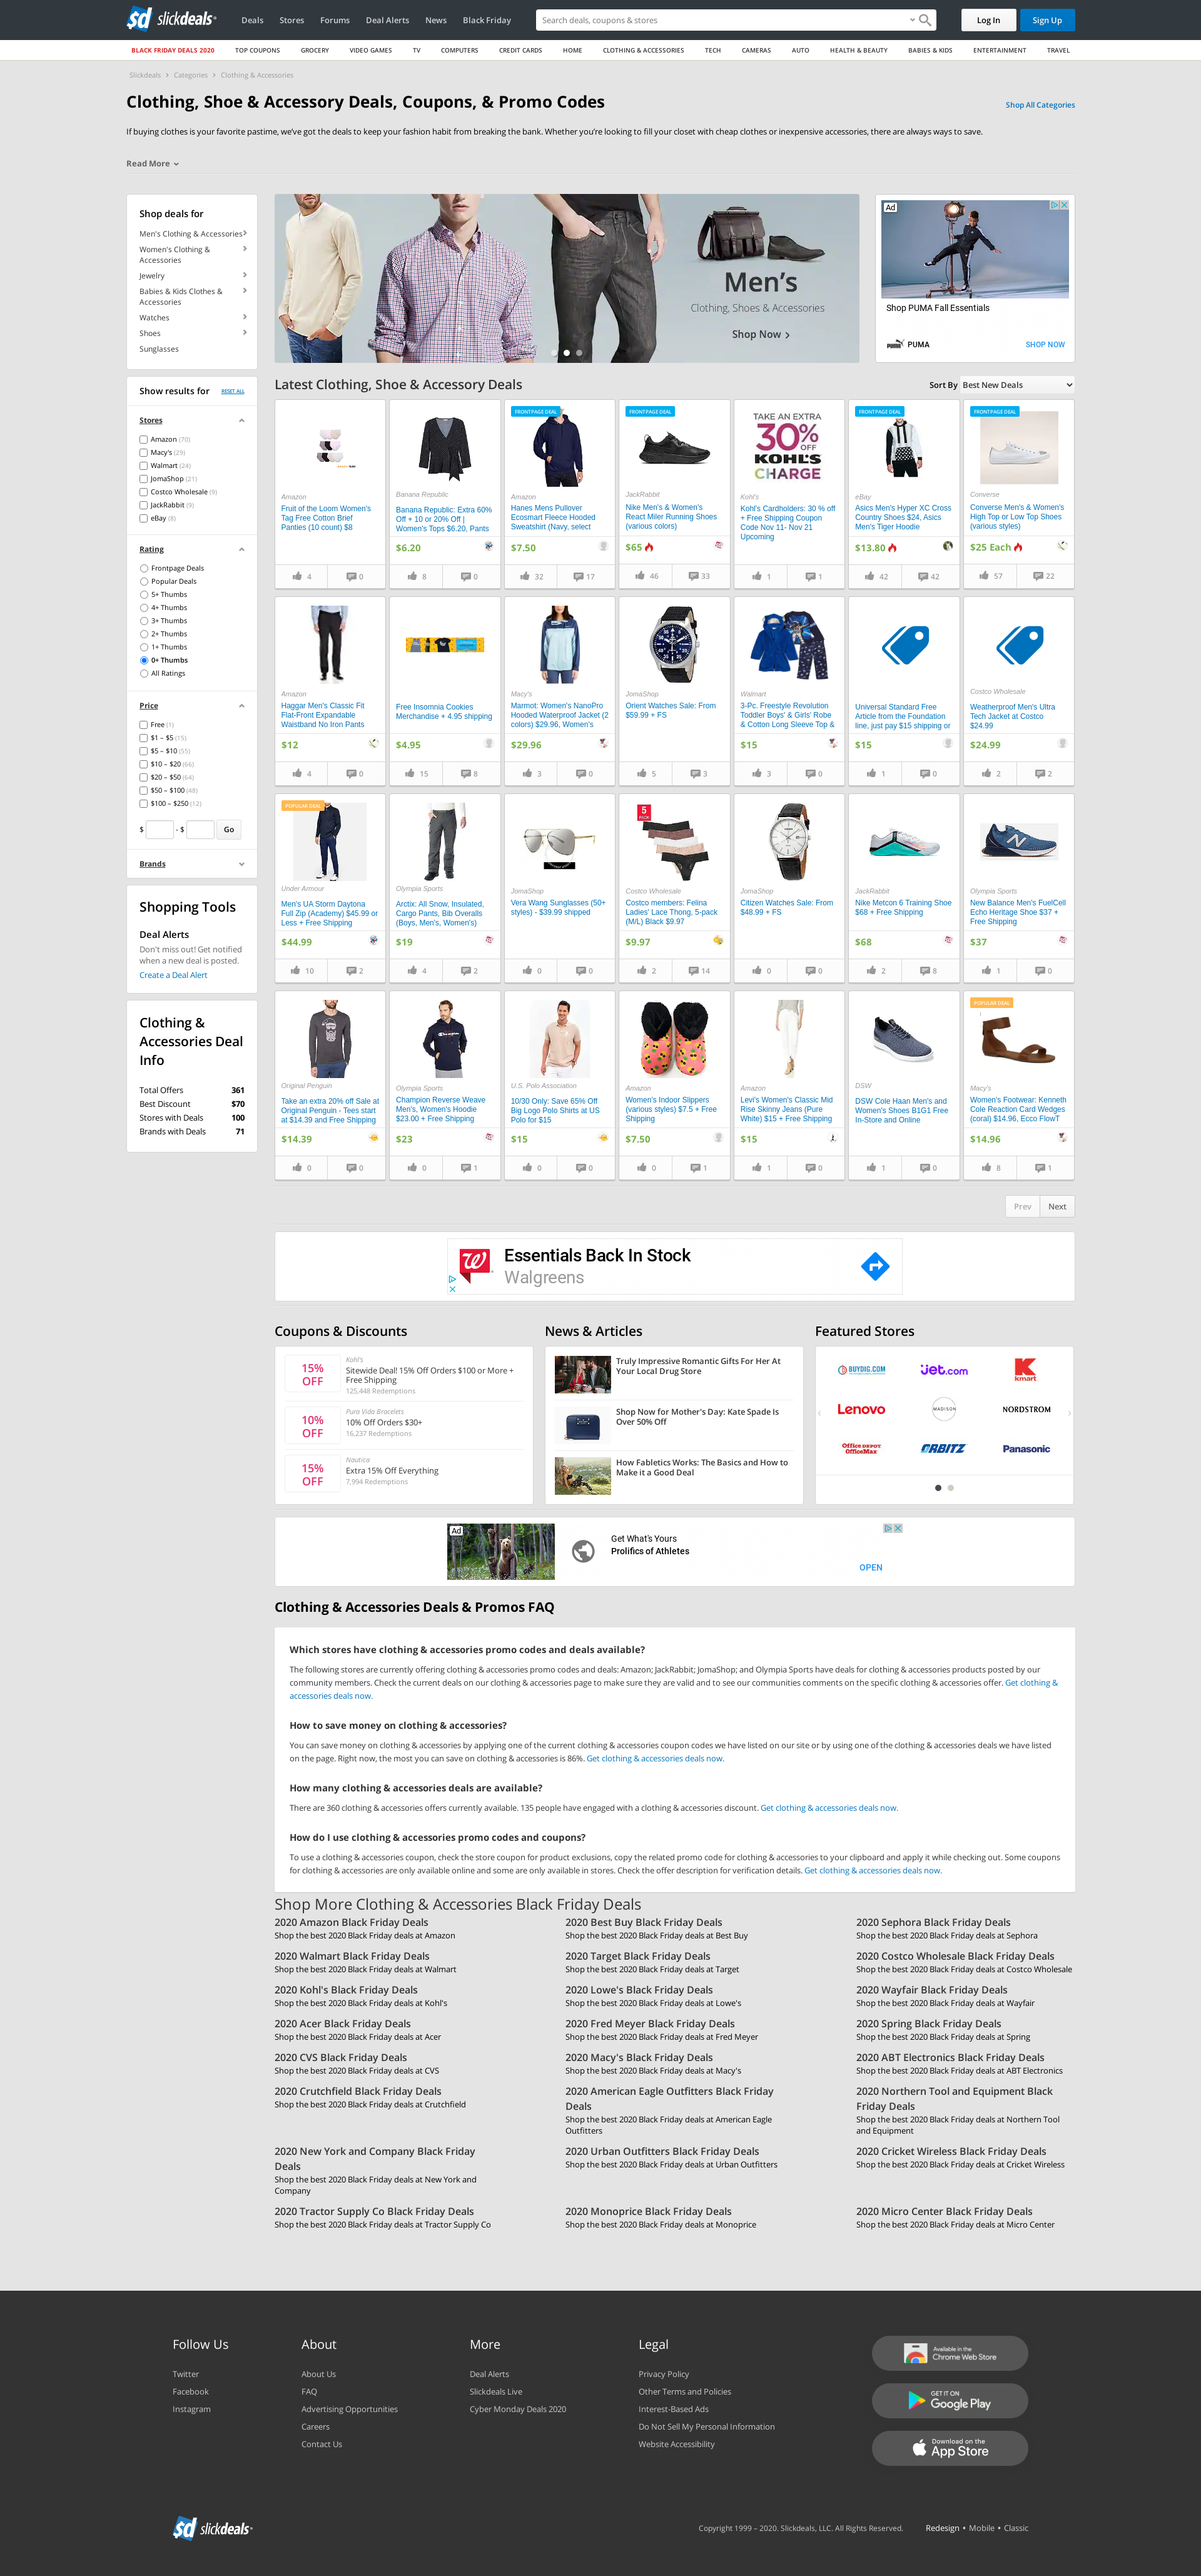 slickdeals
Deals
Stores
Forums
Deal Alerts
News
Black Friday
Search deals, coupons & stores
Log In
Sign Up
BLACK FRIDAY DEALS 2020
TOP COUPONS
GROCERY
VIDEO GAMES
TV
COMPUTERS
CREDIT CARDS
HOME
CLOTHING & ACCESSORIES
TECH
CAMERAS
AUTO
HEALTH & BEAUTY
BABIES & KIDS
ENTERTAINMENT
TRAVEL
Slickdeals > Categories > Clothing & Accessories
Clothing, Shoe & Accessory Deals, Coupons, & Promo Codes
Shop All Categories
If buying clothes is your favorite pastime, we've got the deals to keep your fashion habit from breaking the bank. Whether you're looking to fill your closet with cheap clothes or inexpensive accessories, there are always ways to save.
Read More
Shop deals for
Men's Clothing & Accessories
Women's Clothing &
Accessories
Jewelry
Babies & Kids Clothes &
Accessories
Watches
Shoes
Sunglasses
Men's
Clothing, Shoes & Accessories
Shop Now
Ad
Shop PUMA Fall Essentials
PUMA
SHOP NOW
Show results for
RESET ALL
Stores
Amazon (70)
Macy's (29)
Walmart (24)
JomaShop (21)
Costco Wholesale (9)
JackRabbit (9)
eBay (8)
Rating
Frontpage Deals
Popular Deals
5+ Thumbs
4+ Thumbs
3+ Thumbs
2+ Thumbs
1+ Thumbs
0+ Thumbs
All Ratings
Price
Free (1)
$1 – $5 (15)
$5 – $10 (55)
$10 – $20 (66)
$20 – $50 (64)
$50 – $100 (48)
$100 – $250 (12)
$ - $ Go
Brands
Shopping Tools
Deal Alerts
Don't miss out! Get notified
when a new deal is posted.
Create a Deal Alert
Clothing &
Accessories Deal
Info
Total Offers 361
Best Discount $70
Stores with Deals 100
Brands with Deals 71
Latest Clothing, Shoe & Accessory Deals
Sort By Best New Deals
Amazon
Fruit of the Loom Women's
Tag Free Cotton Brief
Panties (10 count) $8
4 0
Banana Republic
Banana Republic: Extra 60%
Off + 10 or 20% Off |
Women's Tops $6.20, Pants
$6.20
8 0
FRONTPAGE DEAL
Amazon
Hanes Mens Pullover
Ecosmart Fleece Hooded
Sweatshirt (Navy, select
$7.50
32 17
FRONTPAGE DEAL
JackRabbit
Nike Men's & Women's
React Miler Running Shoes
(various colors)
$65
46 33
TAKE AN EXTRA
30% OFF
KOHL'S
CHARGE
Kohl's
Kohl's Cardholders: 30 % off
+ Free Shipping Coupon
Code Nov 11- Nov 21
Upcoming
1 1
FRONTPAGE DEAL
eBay
Asics Men's Hyper XC Cross
Country Shoes $24, Asics
Men's Tiger Hoodie
$13.80
42 42
FRONTPAGE DEAL
Converse
Converse Men's & Women's
High Top or Low Top Shoes
(various styles)
$25 Each
57 22
Amazon
Haggar Men's Classic Fit
Flat-Front Expandable
Waistband No Iron Pants
$12
4 0
Free Insomnia Cookies
Merchandise + 4.95 shipping
$4.95
15 8
Macy's
Marmot: Women's NanoPro
Hooded Waterproof Jacket (2
colors) $29.96, Women's
$29.96
3 0
JomaShop
Orient Watches Sale: From
$59.99 + FS
5 3
Walmart
3-Pc. Freestyle Revolution
Toddler Boys' & Girls' Robe
& Cotton Long Sleeve Top &
$15
3 0
Universal Standard Free
Article from the Foundation
line, just pay $15 shipping or
$15
1 0
Costco Wholesale
Weatherproof Men's Ultra
Tech Jacket at Costco
$24.99
$24.99
2 2
POPULAR DEAL
Under Armour
Men's UA Storm Daytona
Full Zip (Academy) $45.99 or
Less + Free Shipping
$44.99
10 2
Olympia Sports
Arctix: All Snow, Insulated,
Cargo Pants, Bib Overalls
(Boys, Men's, Women's)
$19
4 2
JomaShop
Vera Wang Sunglasses (50+
styles) - $39.99 shipped
0 0
5 PACK
Costco Wholesale
Costco members: Felina
Ladies' Lace Thong, 5-pack
(M/L) Black $9.97
$9.97
2 14
JomaShop
Citizen Watches Sale: From
$48.99 + FS
0 0
JackRabbit
Nike Metcon 6 Training Shoe
$68 + Free Shipping
$68
2 8
Olympia Sports
New Balance Men's FuelCell
Echo Heritage Shoe $37 +
Free Shipping
$37
1 0
Original Penguin
Take an extra 20% off Sale at
Original Penguin - Tees start
at $14.39 and Free Shipping
$14.39
0 0
Olympia Sports
Champion Reverse Weave
Men's, Women's Hoodie
$23.00 + Free Shipping
$23
0 1
U.S. Polo Association
10/30 Only: Save 65% Off
Big Logo Polo Shirts at US
Polo for $15
$15
0 0
Amazon
Women's Indoor Slippers
(various styles) $7.5 + Free
Shipping
$7.50
0 1
Amazon
Levi's Women's Classic Mid
Rise Skinny Jeans (Pure
White) $15 + Free Shipping
$15
1 0
DSW
DSW Cole Haan Men's and
Women's Shoes B1G1 Free
In-Store and Online
1 0
POPULAR DEAL
Macy's
Women's Footwear: Kenneth
Cole Reaction Card Wedges
(coral) $14.96, Ecco FlowT
$14.96
8 1
Prev Next
Essentials Back In Stock
Walgreens
Coupons & Discounts
15% OFF
Kohl's
Sitewide Deal! 15% Off Orders $100 or More +
Free Shipping
125,448 Redemptions
10% OFF
Pura Vida Bracelets
10% Off Orders $30+
16,237 Redemptions
15% OFF
Nautica
Extra 15% Off Everything
7,994 Redemptions
News & Articles
Truly Impressive Romantic Gifts For Her At
Your Local Drug Store
Shop Now for Mother's Day: Kate Spade Is
Over 50% Off
How Fabletics Works: The Basics and How to
Make it a Good Deal
Featured Stores
BUYDIG.COM
Jet.com
kmart
Lenovo
MADISON
NORDSTROM
Office DEPOT OfficeMax
ORBITZ
Panasonic
Ad
Get What's Yours
Prolifics of Athletes
OPEN
Clothing & Accessories Deals & Promos FAQ
Which stores have clothing & accessories promo codes and deals available?
The following stores are currently offering clothing & accessories promo codes and deals: Amazon; JackRabbit; JomaShop; and Olympia Sports have deals for clothing & accessories products posted by our
community members. Check the current deals on our clothing & accessories page to make sure they are valid and to see our communities comments on the specific clothing & accessories offer. Get clothing &
accessories deals now.
How to save money on clothing & accessories?
You can save money on clothing & accessories by applying one of the current clothing & accessories coupon codes we have listed on our site or by using one of the clothing & accessories deals we have listed
on the page. Right now, the most you can save on clothing & accessories is 86%. Get clothing & accessories deals now.
How many clothing & accessories deals are available?
There are 360 clothing & accessories offers currently available. 135 people have engaged with a clothing & accessories discount. Get clothing & accessories deals now.
How do I use clothing & accessories promo codes and coupons?
To use a clothing & accessories coupon, check the store coupon for product exclusions, copy the related promo code for clothing & accessories to your clipboard and apply it while checking out. Some coupons
for clothing & accessories are only available online and some are only available in stores. Check the offer description for verification details. Get clothing & accessories deals now.
Shop More Clothing & Accessories Black Friday Deals
2020 Amazon Black Friday Deals
Shop the best 2020 Black Friday deals at Amazon
2020 Best Buy Black Friday Deals
Shop the best 2020 Black Friday deals at Best Buy
2020 Sephora Black Friday Deals
Shop the best 2020 Black Friday deals at Sephora
2020 Walmart Black Friday Deals
Shop the best 2020 Black Friday deals at Walmart
2020 Target Black Friday Deals
Shop the best 2020 Black Friday deals at Target
2020 Costco Wholesale Black Friday Deals
Shop the best 2020 Black Friday deals at Costco Wholesale
2020 Kohl's Black Friday Deals
Shop the best 2020 Black Friday deals at Kohl's
2020 Lowe's Black Friday Deals
Shop the best 2020 Black Friday deals at Lowe's
2020 Wayfair Black Friday Deals
Shop the best 2020 Black Friday deals at Wayfair
2020 Acer Black Friday Deals
Shop the best 2020 Black Friday deals at Acer
2020 Fred Meyer Black Friday Deals
Shop the best 2020 Black Friday deals at Fred Meyer
2020 Spring Black Friday Deals
Shop the best 2020 Black Friday deals at Spring
2020 CVS Black Friday Deals
Shop the best 2020 Black Friday deals at CVS
2020 Macy's Black Friday Deals
Shop the best 2020 Black Friday deals at Macy's
2020 ABT Electronics Black Friday Deals
Shop the best 2020 Black Friday deals at ABT Electronics
2020 Crutchfield Black Friday Deals
Shop the best 2020 Black Friday deals at Crutchfield
2020 American Eagle Outfitters Black Friday
Deals
Shop the best 2020 Black Friday deals at American Eagle
Outfitters
2020 Northern Tool and Equipment Black
Friday Deals
Shop the best 2020 Black Friday deals at Northern Tool
and Equipment
2020 New York and Company Black Friday
Deals
Shop the best 2020 Black Friday deals at New York and
Company
2020 Urban Outfitters Black Friday Deals
Shop the best 2020 Black Friday deals at Urban Outfitters
2020 Cricket Wireless Black Friday Deals
Shop the best 2020 Black Friday deals at Cricket Wireless
2020 Tractor Supply Co Black Friday Deals
Shop the best 2020 Black Friday deals at Tractor Supply Co
2020 Monoprice Black Friday Deals
Shop the best 2020 Black Friday deals at Monoprice
2020 Micro Center Black Friday Deals
Shop the best 2020 Black Friday deals at Micro Center
Follow Us
Twitter
Facebook
Instagram
About
About Us
FAQ
Advertising Opportunities
Careers
Contact Us
More
Deal Alerts
Slickdeals Live
Cyber Monday Deals 2020
Legal
Privacy Policy
Other Terms and Policies
Interest-Based Ads
Do Not Sell My Personal Information
Website Accessibility
Available in the
Chrome Web Store
GET IT ON
Google Play
Download on the
App Store
slickdeals
Copyright 1999 – 2020. Slickdeals, LLC. All Rights Reserved.
Redesign • Mobile • Classic